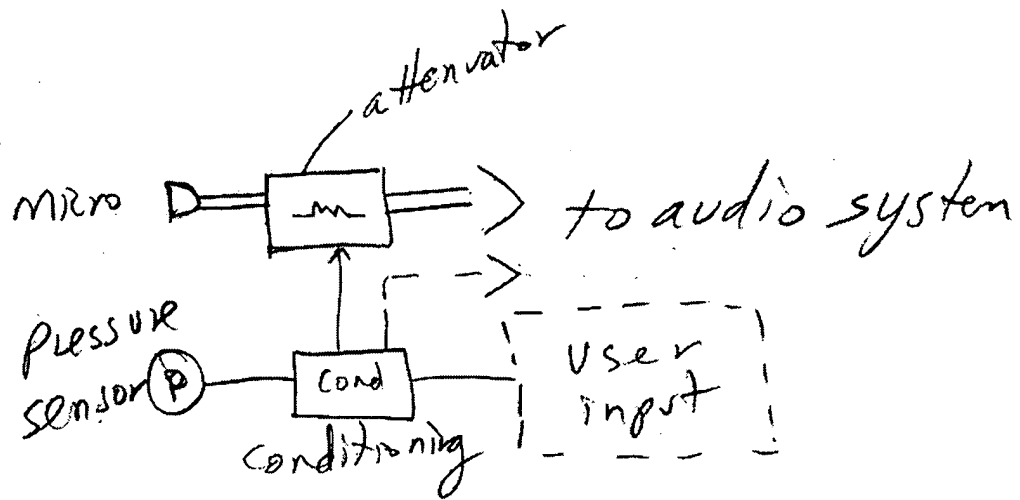 attenuator
micro
to audio system
pressure
sensor
P
cond
conditioning
user
input